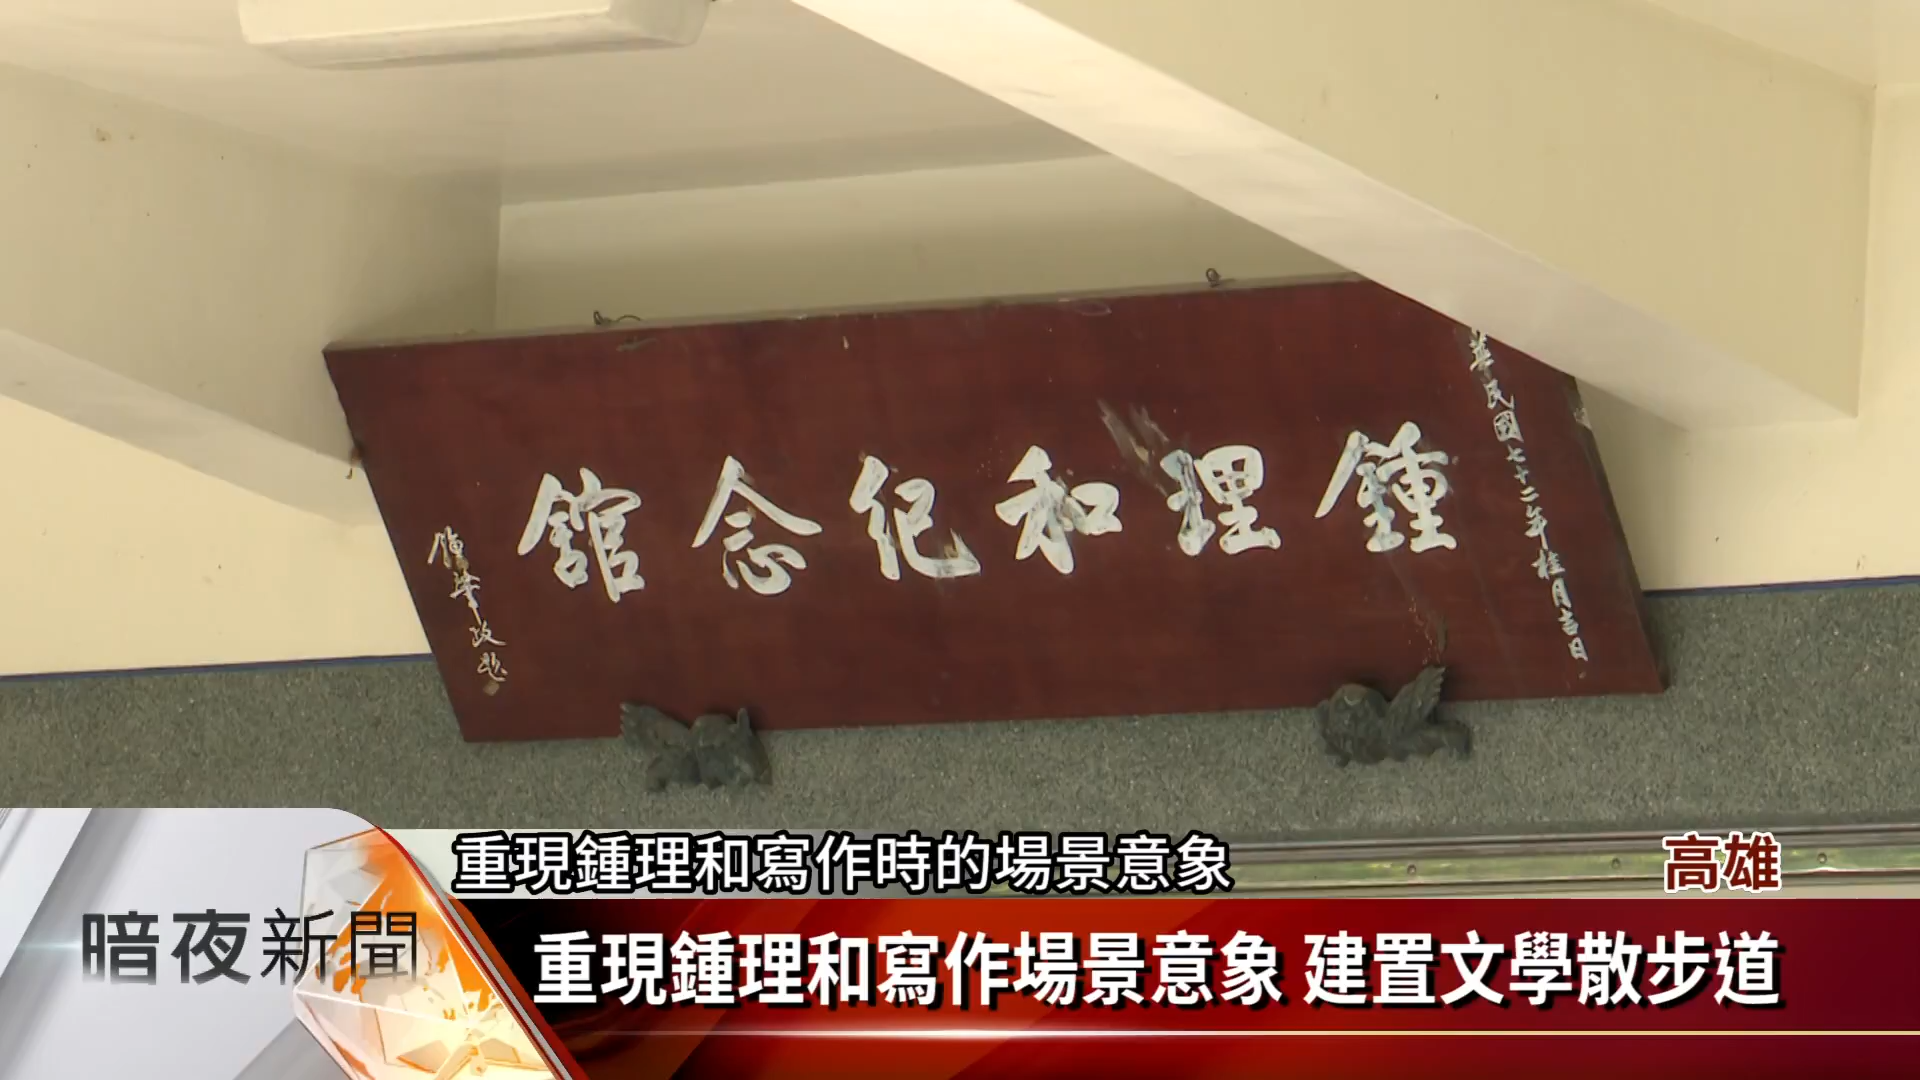 華民國七十二年桂月吉日
鍾理和紀念館
重現鍾理和寫作時的場景意象
高雄
暗夜新聞
重現鍾理和寫作場景意象 建置文學散步道